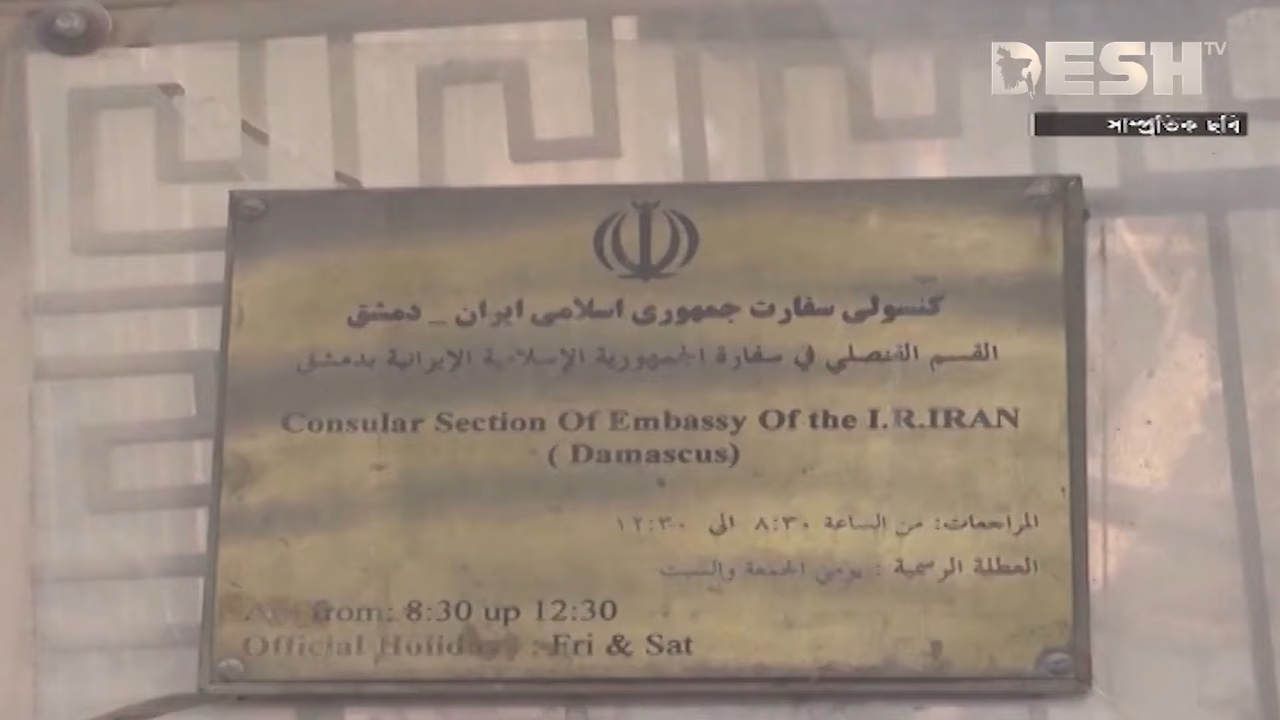 DESH TV
সাম্প্রতিক ছবি
کنسولی سفارت جمهوری اسلامی ایران _ دمشق
القسم القنصلي في سفارة الجمهورية الإسلامية الإيرانية بدمشق
Consular Section Of Embassy Of the I.R.IRAN
( Damascus)
المراجعات: من الساعة ٨:٣٠ الى ١٢:٣٠
العطلة الرسمية : يومي الجمعة والسبت
from: 8:30 up 12:30
Official Holidays : Fri & Sat